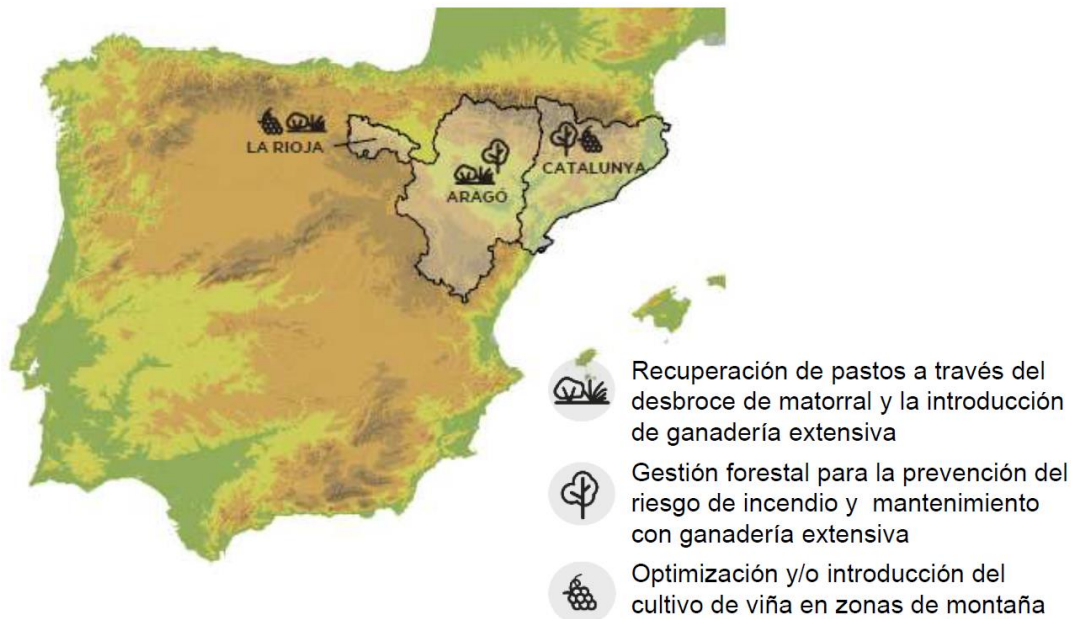 LA RIOJA
ARAGÓ
CATALUNYA
Recuperación de pastos a través del
desbroce de matorral y la introducción
de ganadería extensiva
Gestión forestal para la prevención del
riesgo de incendio y mantenimiento
con ganadería extensiva
Optimización y/o introducción del
cultivo de viña en zonas de montaña